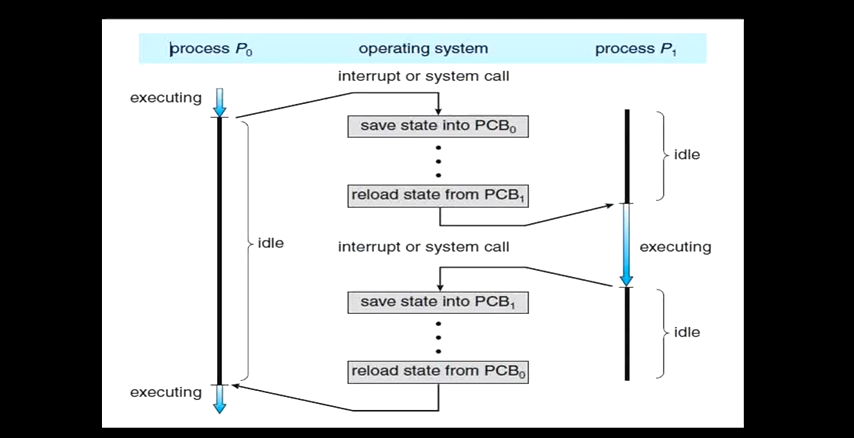 process P0 operating system process P1
interrupt or system call
executing
save state into PCB0
idle
reload state from PCB1
idle
interrupt or system call
executing
save state into PCB1
idle
reload state from PCB0
executing